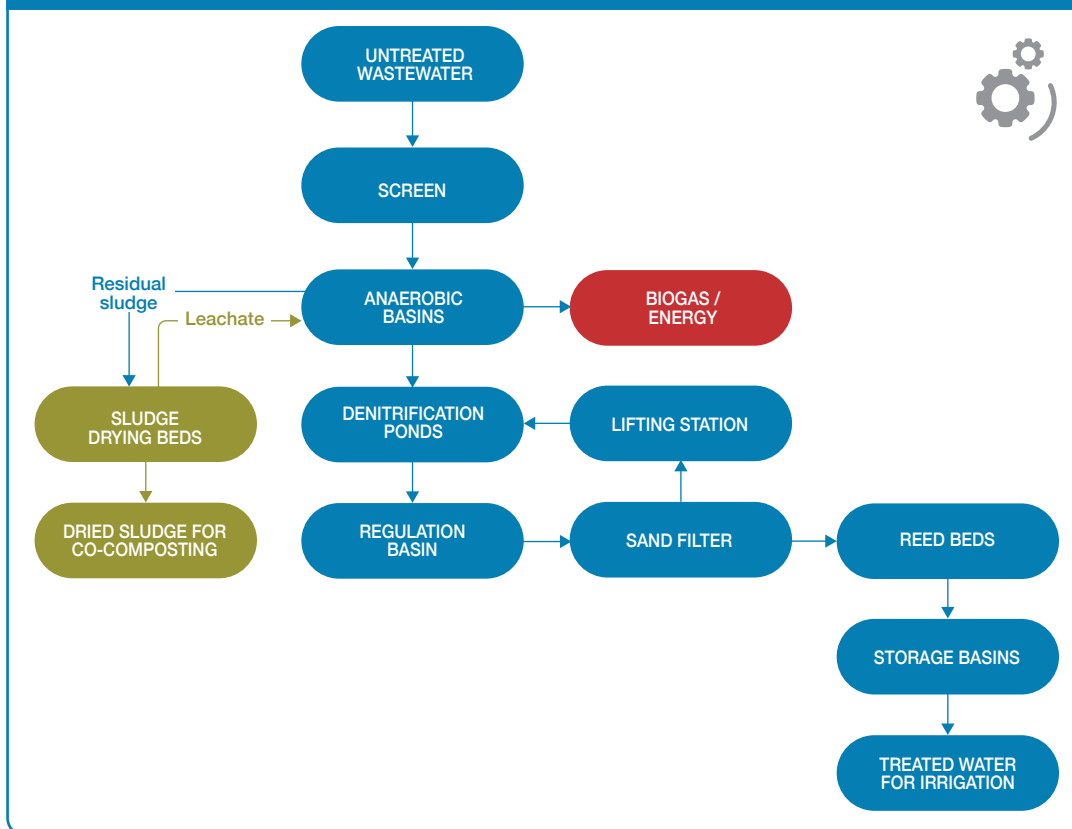 UNTREATED
WASTEWATER
SCREEN
Residual
sludge
ANAEROBIC
BASINS
BIOGAS /
ENERGY
Leachate
SLUDGE
DRYING BEDS
DENITRIFICATION
PONDS
LIFTING STATION
DRIED SLUDGE FOR
CO-COMPOSTING
REGULATION
BASIN
SAND FILTER
REED BEDS
STORAGE BASINS
TREATED WATER
FOR IRRIGATION